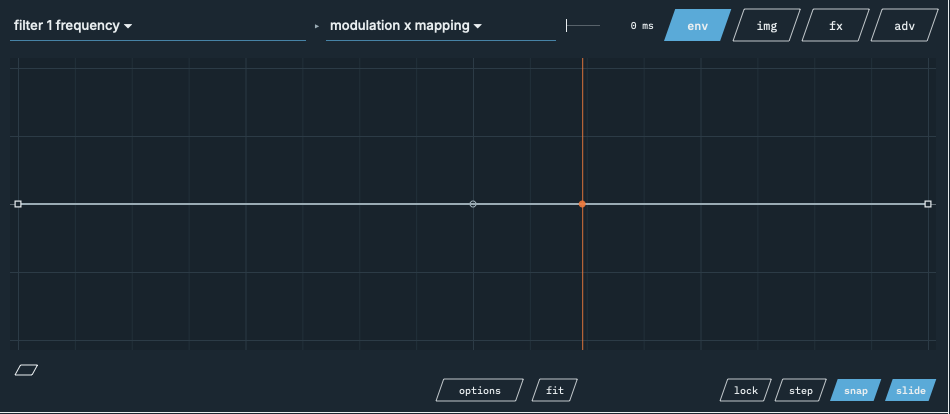 filter 1 frequency modulation x mapping 0 ms env img fx adv
options fit lock step snap slide